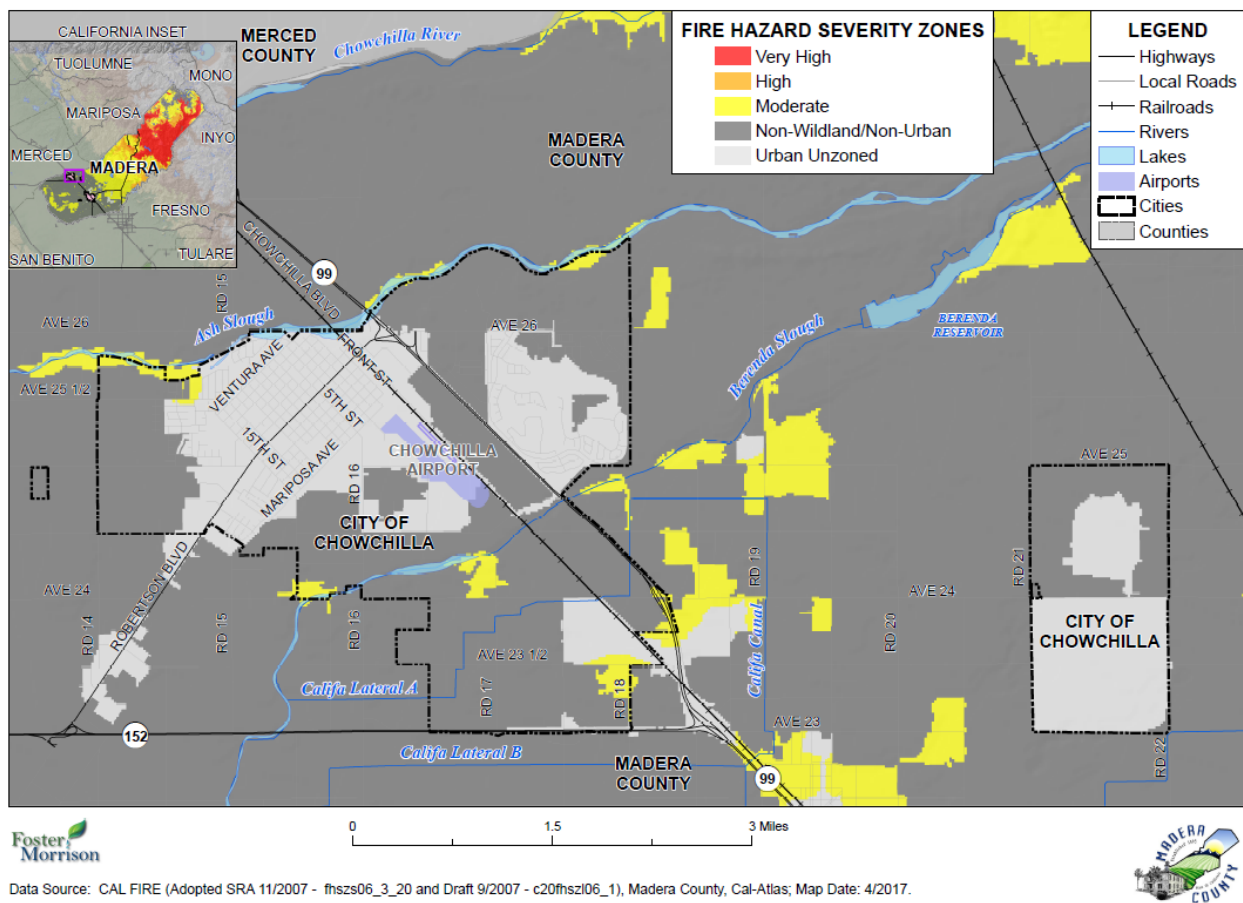 CALIFORNIA INSET
TUOLUMNE
MONO
MARIPOSA
INYO
MERCED
MADERA
FRESNO
SAN BENITO
TULARE
MERCED
COUNTY
Chowchilla River
FIRE HAZARD SEVERITY ZONES
Very High
High
Moderate
Non-Wildland/Non-Urban
Urban Unzoned
LEGEND
Highways
Local Roads
Railroads
Rivers
Lakes
Airports
Cities
Counties
MADERA
COUNTY
RD 15
99
CHOWCHILLA BLVD
AVE 26
Ash Slough
AVE 26
FRONT ST
Berenda Slough
BERENDA
RESERVOIR
AVE 25 1/2
VENTURA AVE
5TH ST
15TH ST
MARIPOSA AVE
CHOWCHILLA
AIRPORT
RD 16
CITY OF
CHOWCHILLA
AVE 25
RD 21
ROBERTSON BLVD
AVE 24
RD 14
RD 15
RD 16
RD 19
AVE 24
RD 20
CITY OF
CHOWCHILLA
AVE 23 1/2
Califa Lateral A
RD 17
RD 18
Califa Canal
AVE 23
RD 22
152
Califa Lateral B
MADERA
COUNTY
99
Foster
Morrison
0 1.5 3 Miles
MADERA
COUNTY
Data Source: CAL FIRE (Adopted SRA 11/2007 - fhszs06_3_20 and Draft 9/2007 - c20fhszl06_1), Madera County, Cal-Atlas; Map Date: 4/2017.